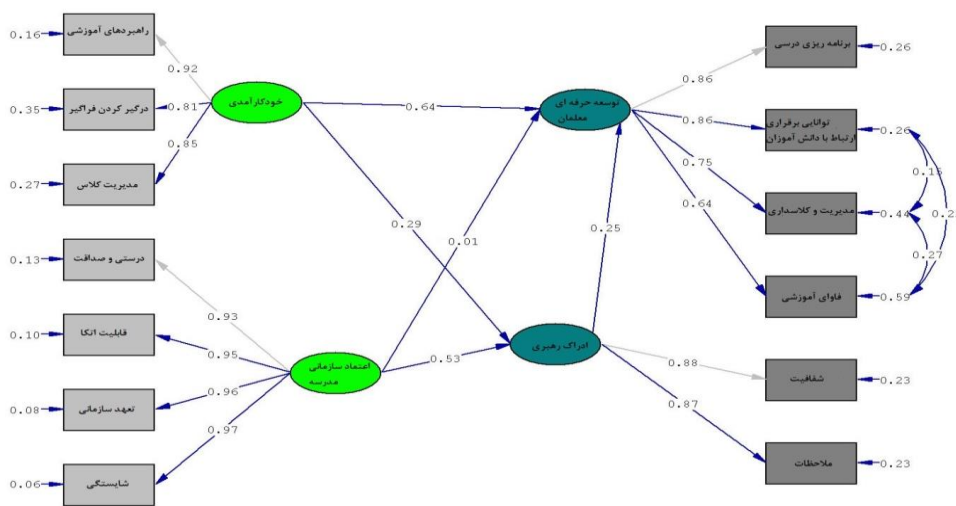 0.16
راهبردهای آموزشی
0.92
0.35
درگیر کردن فراگیر
0.81
0.27
مدیریت کلاس
0.85
خودکارآمدی
0.13
درستی و صداقت
0.93
0.10
قابلیت اتکا
0.95
0.08
تعهد سازمانی
0.96
0.06
شایستگی
0.97
اعتماد سازمانی
مدرسه
0.64
0.29
0.01
0.53
0.25
توسعه حرفه ای
معلمان
ادراک رهبری
0.86
برنامه ریزی درسی
0.26
0.86
توانایی برقراری
ارتباط با دانش آموزان
0.26
0.75
مدیریت و کلاسداری
0.44
0.64
فاوای آموزشی
0.59
0.27
0.88
شفافیت
0.23
0.87
ملاحظات
0.23